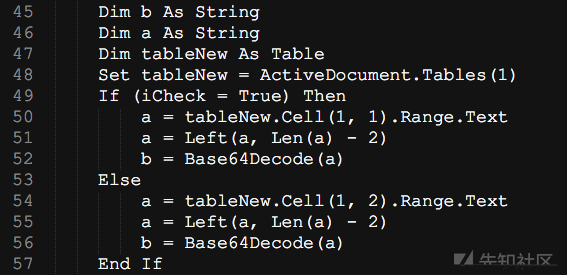 45 Dim b As String
46 Dim a As String
47 Dim tableNew As Table
48 Set tableNew = ActiveDocument.Tables(1)
49 If (iCheck = True) Then
50 a = tableNew.Cell(1, 1).Range.Text
51 a = Left(a, Len(a) - 2)
52 b = Base64Decode(a)
53 Else
54 a = tableNew.Cell(1, 2).Range.Text
55 a = Left(a, Len(a) - 2)
56 b = Base64Decode(a)
57 End If
先知社区